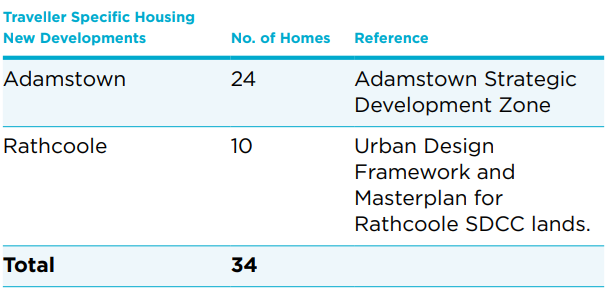 Traveller Specific Housing
New Developments No. of Homes Reference
Adamstown 24 Adamstown Strategic
Development Zone
Rathcoole 10 Urban Design
Framework and
Masterplan for
Rathcoole SDCC lands.
Total 34